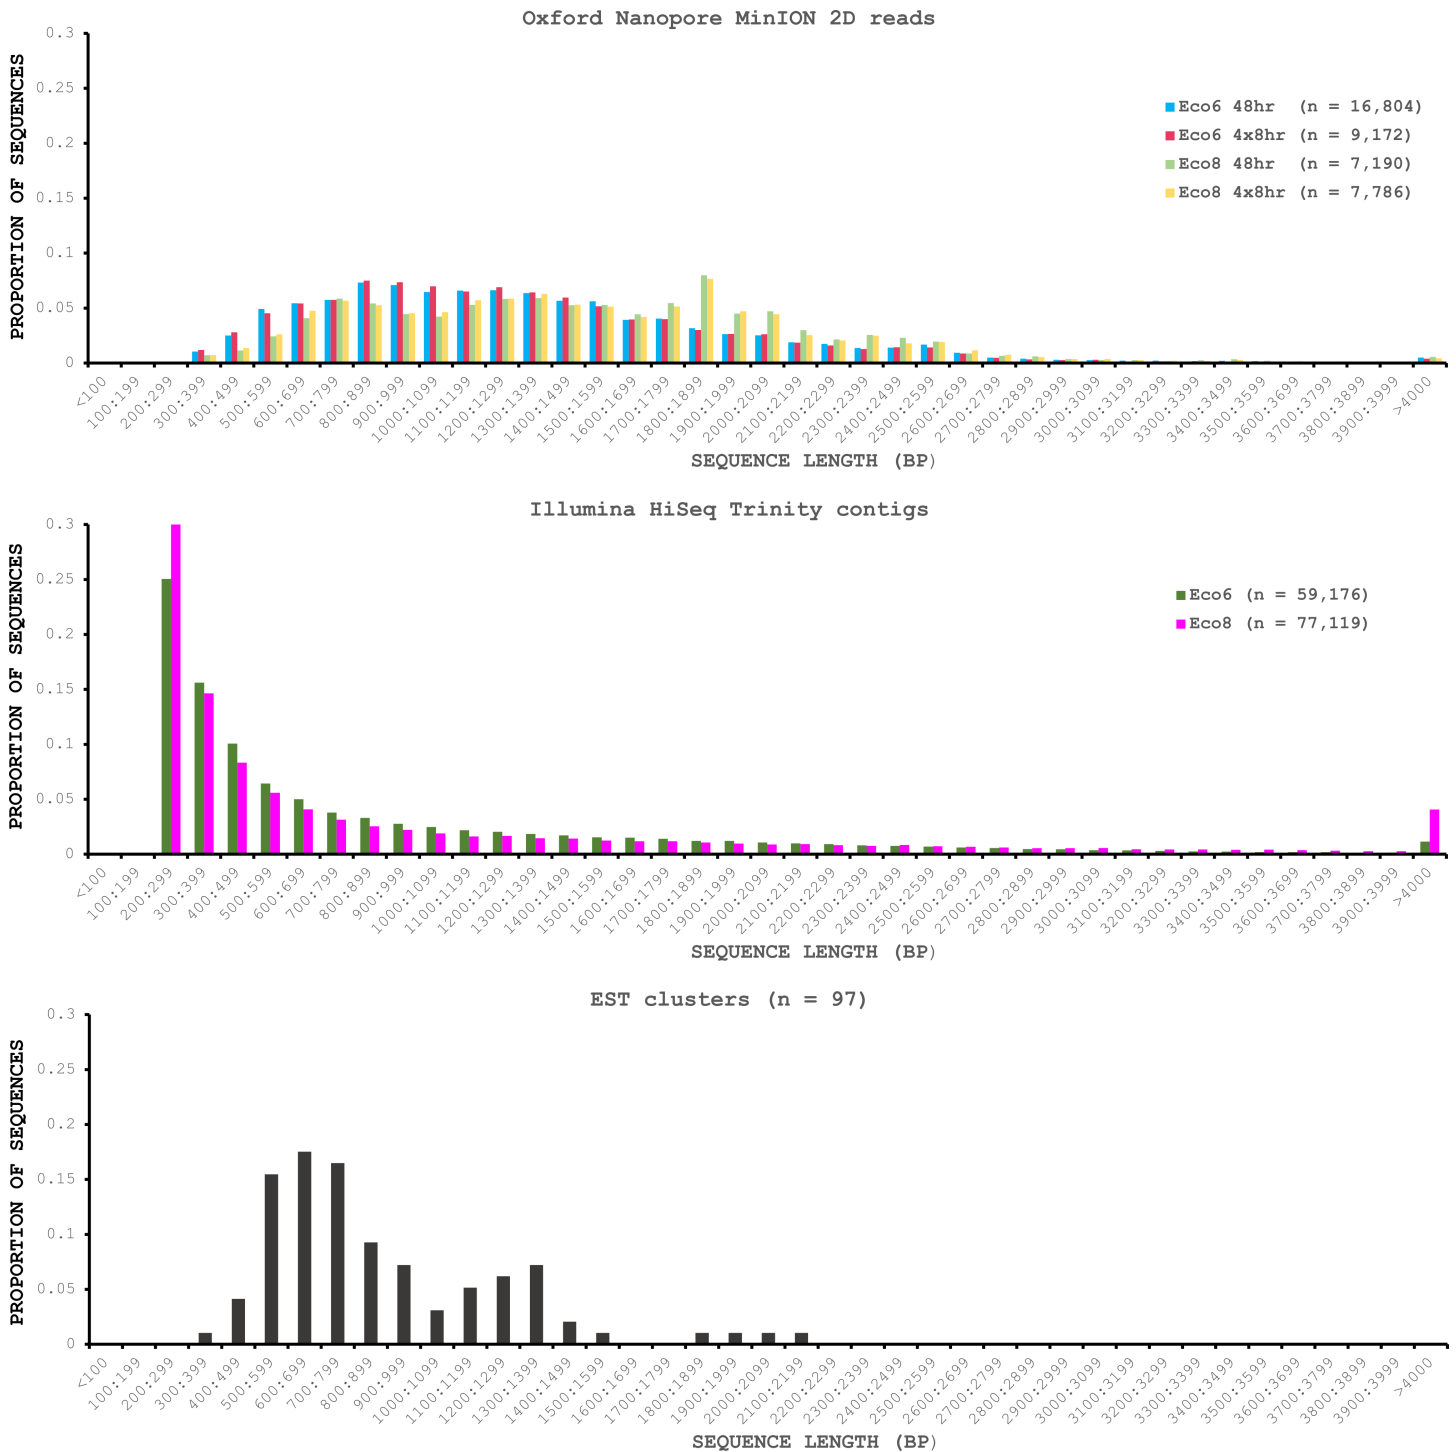 Oxford Nanopore MinION 2D reads
PROPORTION OF SEQUENCES
0.3
0.25
0.2
0.15
0.1
0.05
0
Eco6 48hr  (n = 16,804)
Eco6 4x8hr (n = 9,172)
Eco8 48hr  (n = 7,190)
Eco8 4x8hr (n = 7,786)
<100 100:199 200:299 300:399 400:499 500:599 600:699 700:799 800:899 900:999 1000:1099 1100:1199 1200:1299 1300:1399 1400:1499 1500:1599 1600:1699 1700:1799 1800:1899 1900:1999 2000:2099 2100:2199 2200:2299 2300:2399 2400:2499 2500:2599 2600:2699 2700:2799 2800:2899 2900:2999 3000:3099 3100:3199 3200:3299 3300:3399 3400:3499 3500:3599 3600:3699 3700:3799 3800:3899 3900:3999 >4000
SEQUENCE LENGTH (BP)
Illumina HiSeq Trinity contigs
PROPORTION OF SEQUENCES
0.3
0.25
0.2
0.15
0.1
0.05
0
Eco6 (n = 59,176)
Eco8 (n = 77,119)
<100 100:199 200:299 300:399 400:499 500:599 600:699 700:799 800:899 900:999 1000:1099 1100:1199 1200:1299 1300:1399 1400:1499 1500:1599 1600:1699 1700:1799 1800:1899 1900:1999 2000:2099 2100:2199 2200:2299 2300:2399 2400:2499 2500:2599 2600:2699 2700:2799 2800:2899 2900:2999 3000:3099 3100:3199 3200:3299 3300:3399 3400:3499 3500:3599 3600:3699 3700:3799 3800:3899 3900:3999 >4000
SEQUENCE LENGTH (BP)
EST clusters (n = 97)
PROPORTION OF SEQUENCES
0.3
0.25
0.2
0.15
0.1
0.05
0
<100 100:199 200:299 300:399 400:499 500:599 600:699 700:799 800:899 900:999 1000:1099 1100:1199 1200:1299 1300:1399 1400:1499 1500:1599 1600:1699 1700:1799 1800:1899 1900:1999 2000:2099 2100:2199 2200:2299 2300:2399 2400:2499 2500:2599 2600:2699 2700:2799 2800:2899 2900:2999 3000:3099 3100:3199 3200:3299 3300:3399 3400:3499 3500:3599 3600:3699 3700:3799 3800:3899 3900:3999 >4000
SEQUENCE LENGTH (BP)